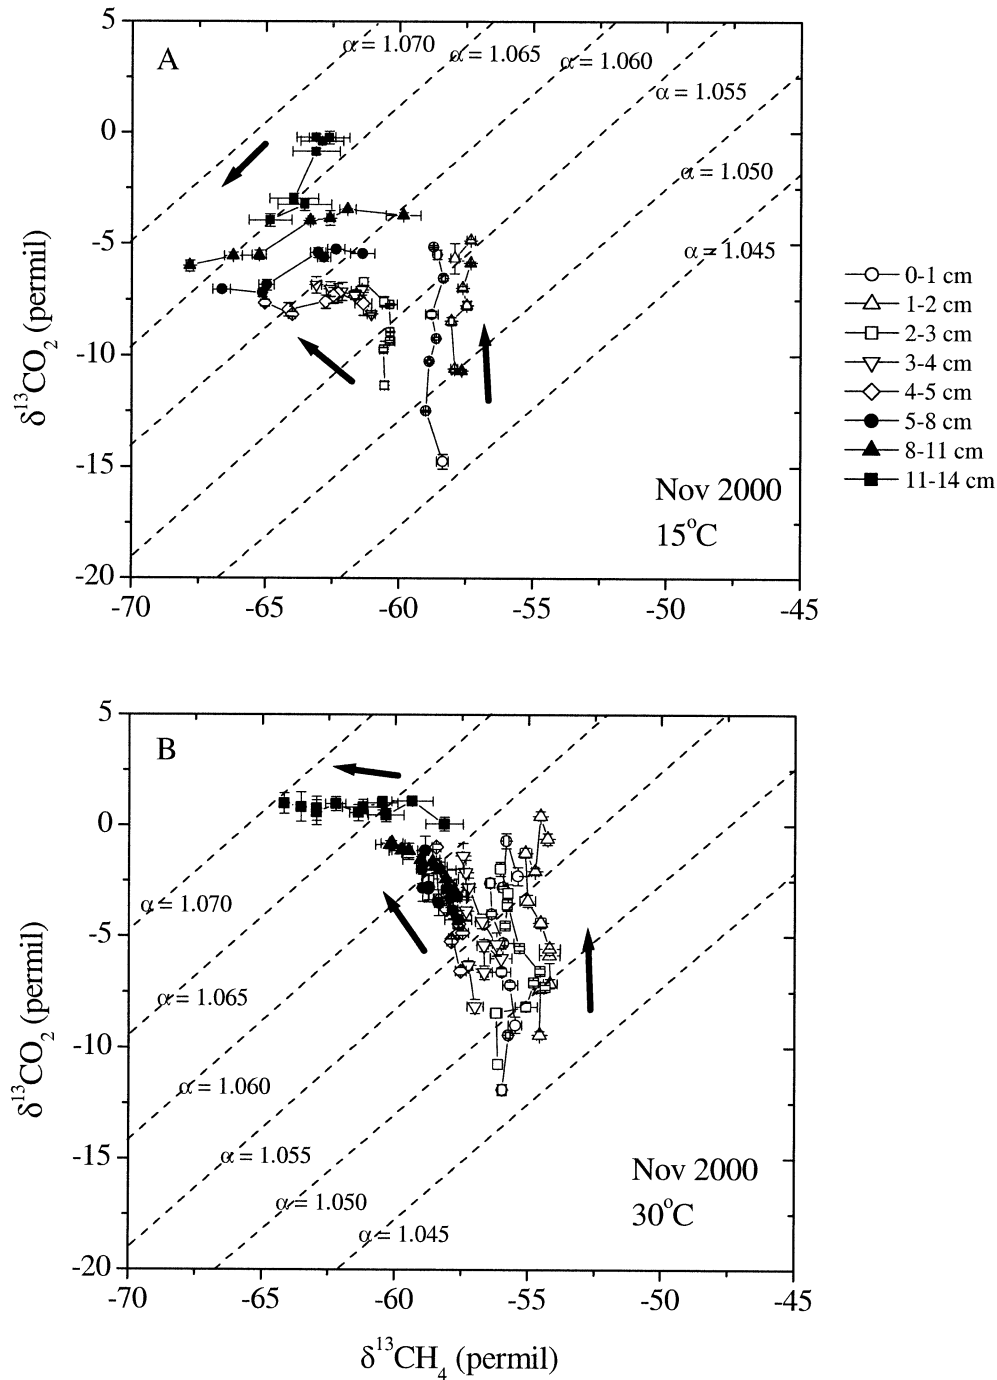 A
α = 1.070
α = 1.065
α = 1.060
α = 1.055
α = 1.050
α = 1.045
5
0
-5
-10
-15
-20
δ¹³CO₂ (permil)
Nov 2000
15°C
-70
-65
-60
-55
-50
-45
0-1 cm
1-2 cm
2-3 cm
3-4 cm
4-5 cm
5-8 cm
8-11 cm
11-14 cm
B
5
0
-5
-10
-15
-20
δ¹³CO₂ (permil)
α = 1.070
α = 1.065
α = 1.060
α = 1.055
α = 1.050
α = 1.045
Nov 2000
30°C
-70
-65
-60
-55
-50
-45
δ¹³CH₄ (permil)